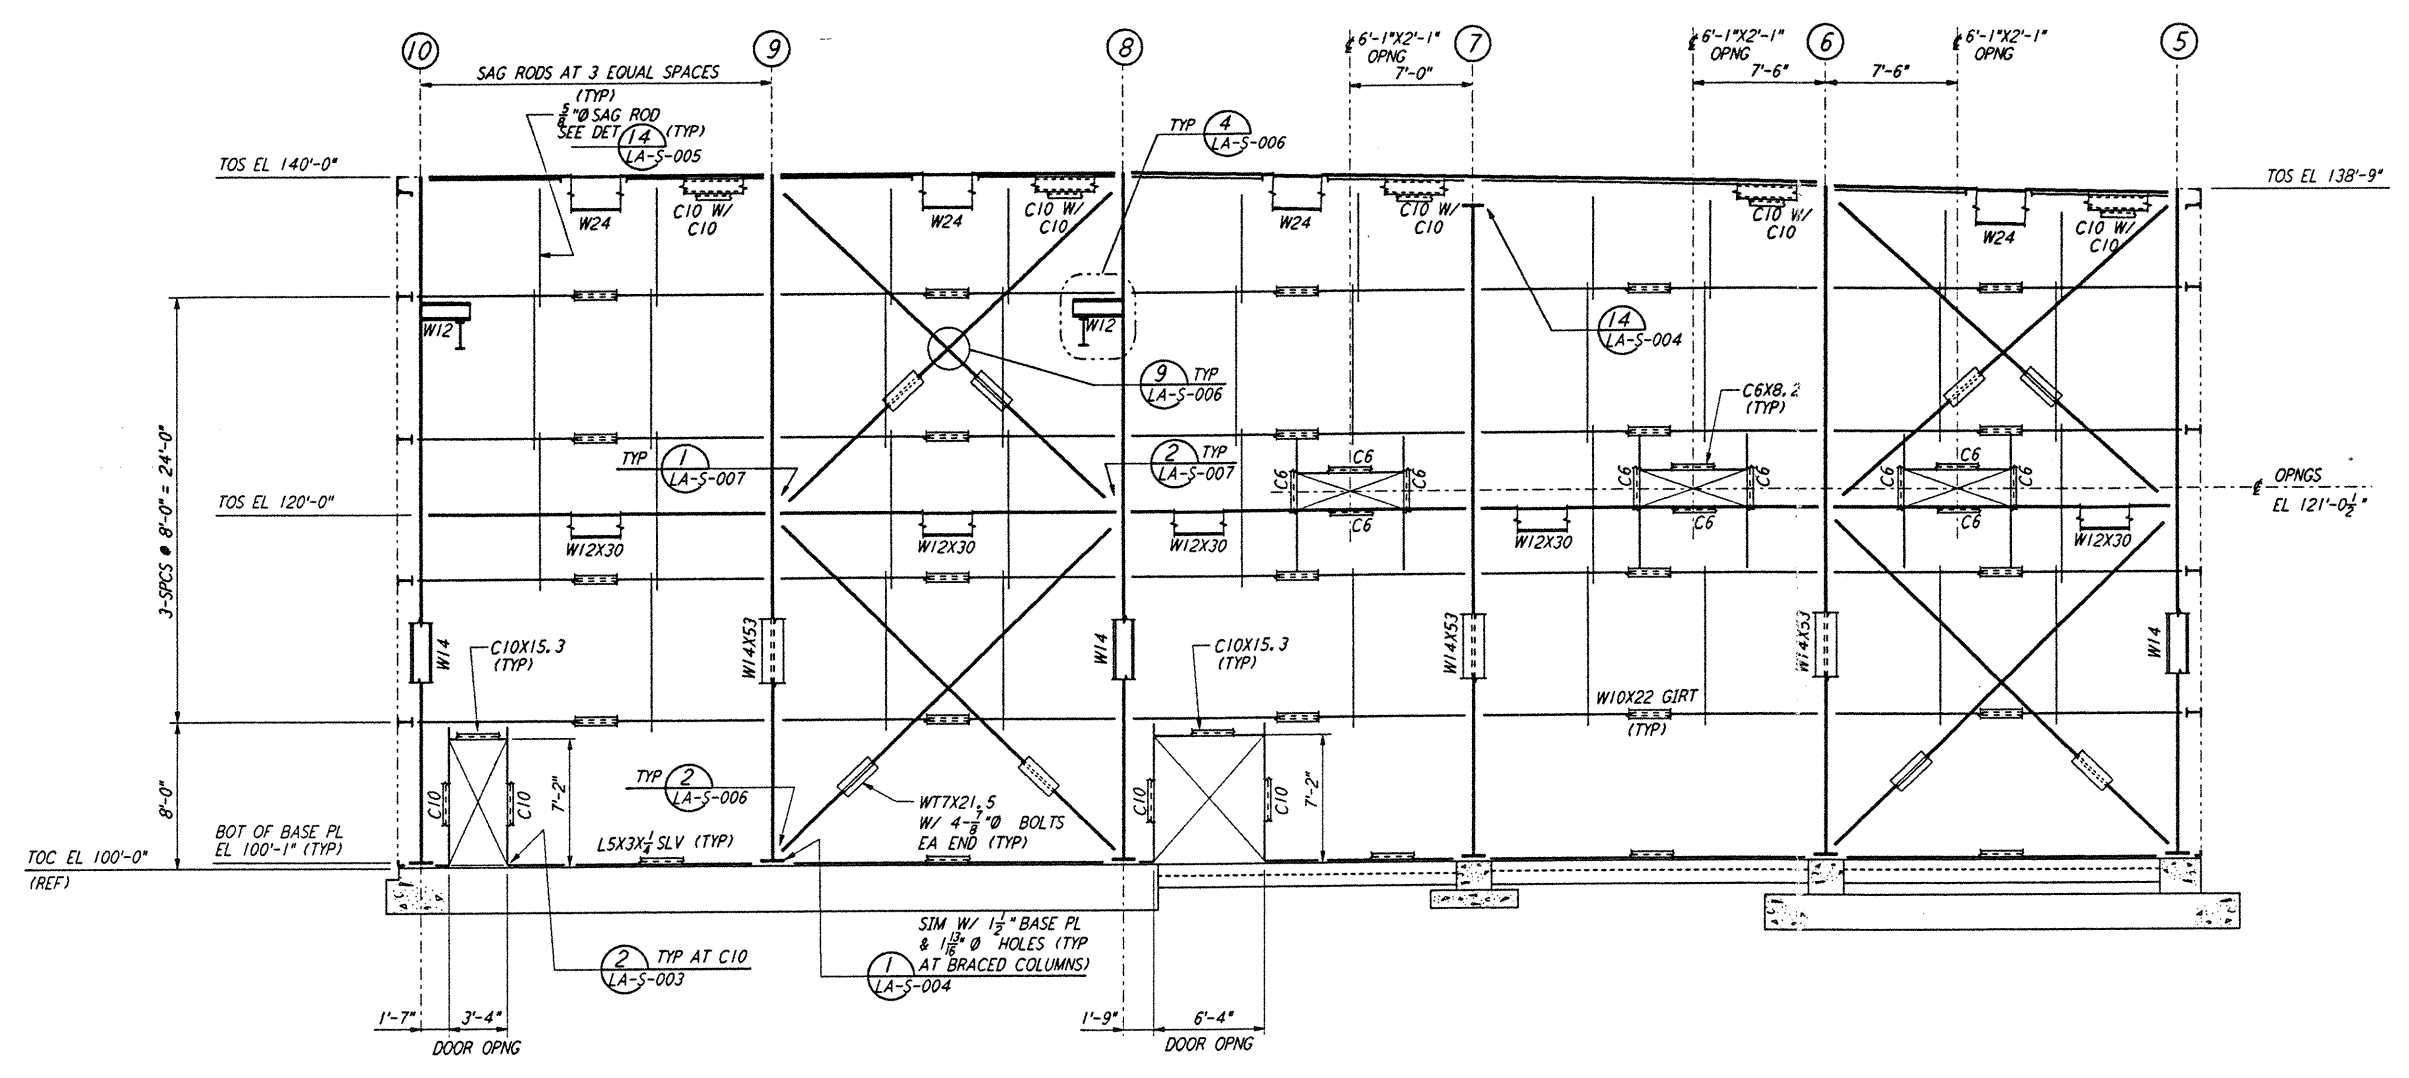 10
9
8
℄ 6'-1"X2'-1"
OPNG
7
℄ 6'-1"X2'-1"
OPNG
6
℄ 6'-1"X2'-1"
OPNG
5
SAG RODS AT 3 EQUAL SPACES
(TYP)
7'-0"
7'-6"
7'-6"
5/8"Ø SAG ROD
SEE DET 14 (TYP)
LA-S-005
TYP 4
LA-S-006
TOS EL 140'-0"
TOS EL 138'-9"
W24
C10 W/
C10
W24
C10 W/
C10
W24
C10 W/
C10
C10 W/
C10
W24
C10 W/
C10
W12
W12
14
LA-S-004
9 TYP
LA-S-006
C6X8.2
(TYP)
3-SPCS @ 8'-0" = 24'-0"
TYP 1
LA-S-007
2 TYP
LA-S-007
C6
C6
C6
C6
C6
C6
C6
C6
C6
C6
C6
℄ OPNGS
EL 121'-0 1/2"
TOS EL 120'-0"
W12X30
W12X30
W12X30
W12X30
W12X30
W14
W14X53
W14
W14X53
W14X53
W14
C10X15.3
(TYP)
C10X15.3
(TYP)
W10X22 GIRT
(TYP)
8'-0"
C10
C10
7'-2"
TYP 2
LA-S-006
WT7X21.5
W/ 4-7/8"Ø BOLTS
EA END (TYP)
C10
C10
7'-2"
BOT OF BASE PL
EL 100'-1" (TYP)
L5X3X1/4 SLV (TYP)
TOC EL 100'-0"
(REF)
SIM W/ 1 1/2" BASE PL
& 1 13/16" Ø HOLES (TYP
AT BRACED COLUMNS)
1
LA-S-004
2 TYP AT C10
LA-S-003
1'-7"
3'-4"
DOOR OPNG
1'-9"
6'-4"
DOOR OPNG